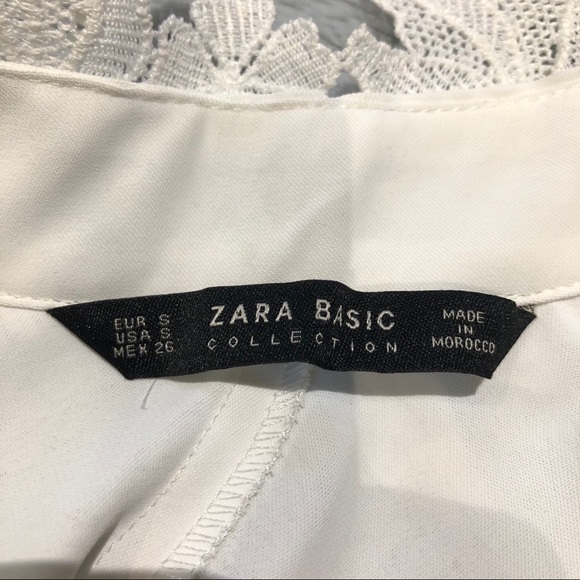 EUR S
USA S
MEX 26
ZARA BASIC
COLLECTION
MADE
IN
MOROCCO